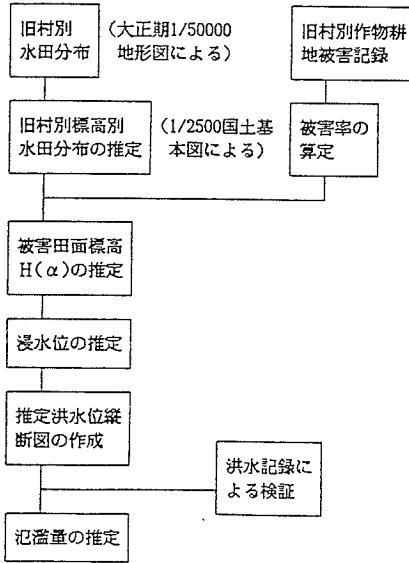 旧村別
水田分布
(大正期1/50000
地形図による)
旧村別作物耕
地被害記録
旧村別標高別
水田分布の推定
(1/2500国土基
本図による)
被害率の
算定
被害田面標高
H(α)の推定
浸水位の推定
推定洪水位縦
断図の作成
洪水記録に
よる検証
氾濫量の推定